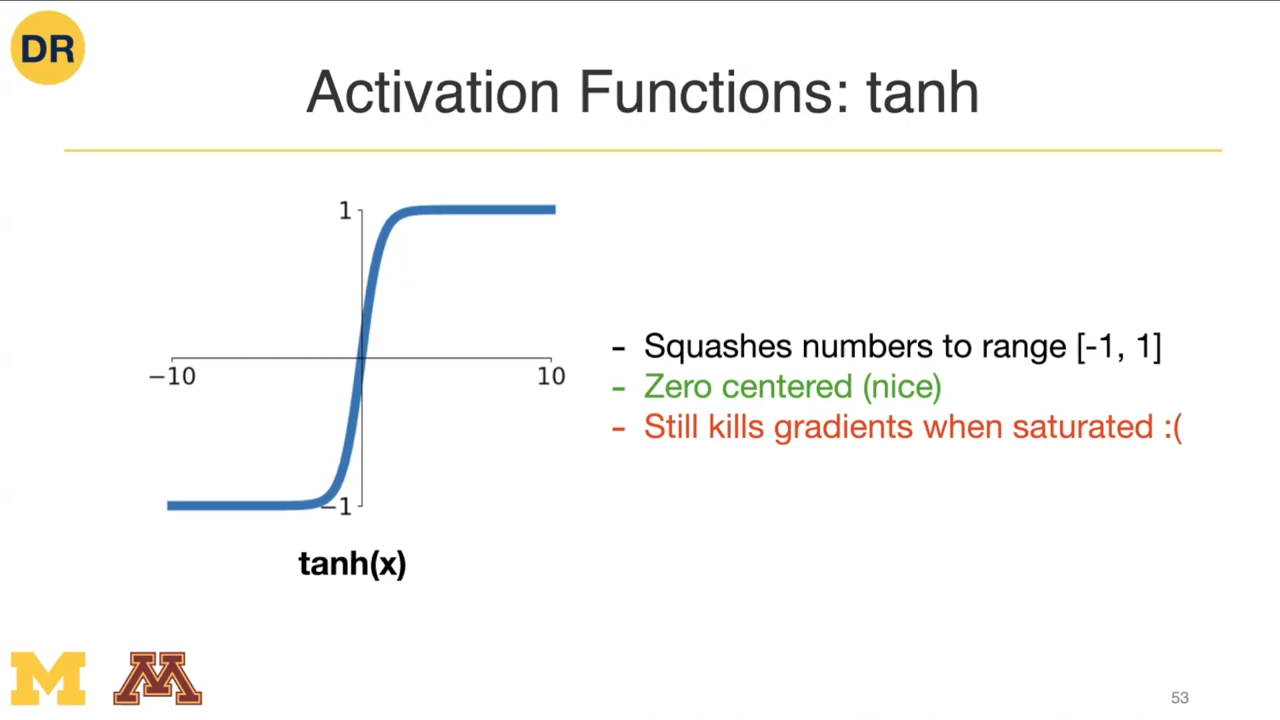 DR
Activation Functions: tanh
1
−10
10
−1
tanh(x)
- Squashes numbers to range [-1, 1]
- Zero centered (nice)
- Still kills gradients when saturated :(
M
M
53